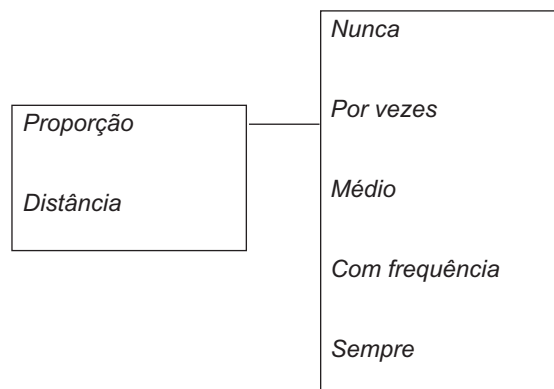 Proporção
Distância
Nunca
Por vezes
Médio
Com frequência
Sempre